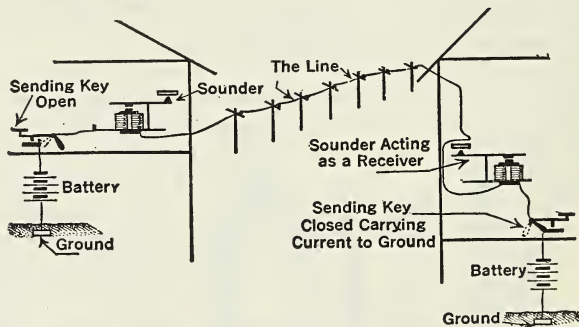 Sending Key
Open
Sounder
The Line
Battery
Ground
Sounder Acting
as a Receiver
Sending Key
Closed Carrying
Current to Ground
Battery
Ground